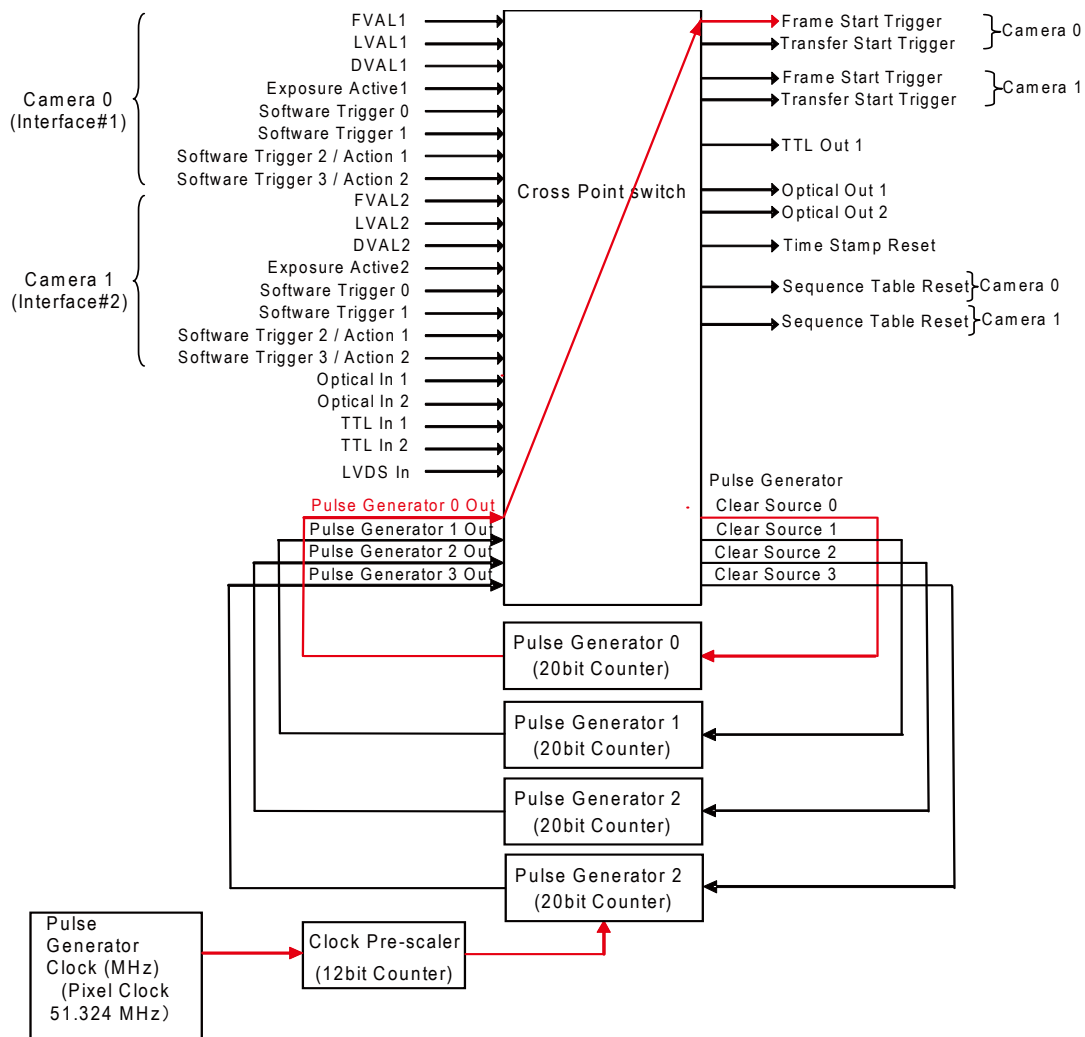 Camera 0
(Interface#1)
FVAL1
LVAL1
DVAL1
Exposure Active1
Software Trigger 0
Software Trigger 1
Software Trigger 2 / Action 1
Software Trigger 3 / Action 2
Camera 1
(Interface#2)
FVAL2
LVAL2
DVAL2
Exposure Active2
Software Trigger 0
Software Trigger 1
Software Trigger 2 / Action 1
Software Trigger 3 / Action 2
Optical In 1
Optical In 2
TTL In 1
TTL In 2
LVDS In
Pulse Generator 0 Out
Pulse Generator 1 Out
Pulse Generator 2 Out
Pulse Generator 3 Out
Cross Point switch
Frame Start Trigger
Transfer Start Trigger
Camera 0
Frame Start Trigger
Transfer Start Trigger
Camera 1
TTL Out 1
Optical Out 1
Optical Out 2
Time Stamp Reset
Sequence Table Reset
Camera 0
Sequence Table Reset
Camera 1
Pulse Generator
Clear Source 0
Clear Source 1
Clear Source 2
Clear Source 3
Pulse Generator 0
(20bit Counter)
Pulse Generator 1
(20bit Counter)
Pulse Generator 2
(20bit Counter)
Pulse Generator 2
(20bit Counter)
Pulse
Generator
Clock (MHz)
(Pixel Clock
51.324 MHz)
Clock Pre-scaler
(12bit Counter)